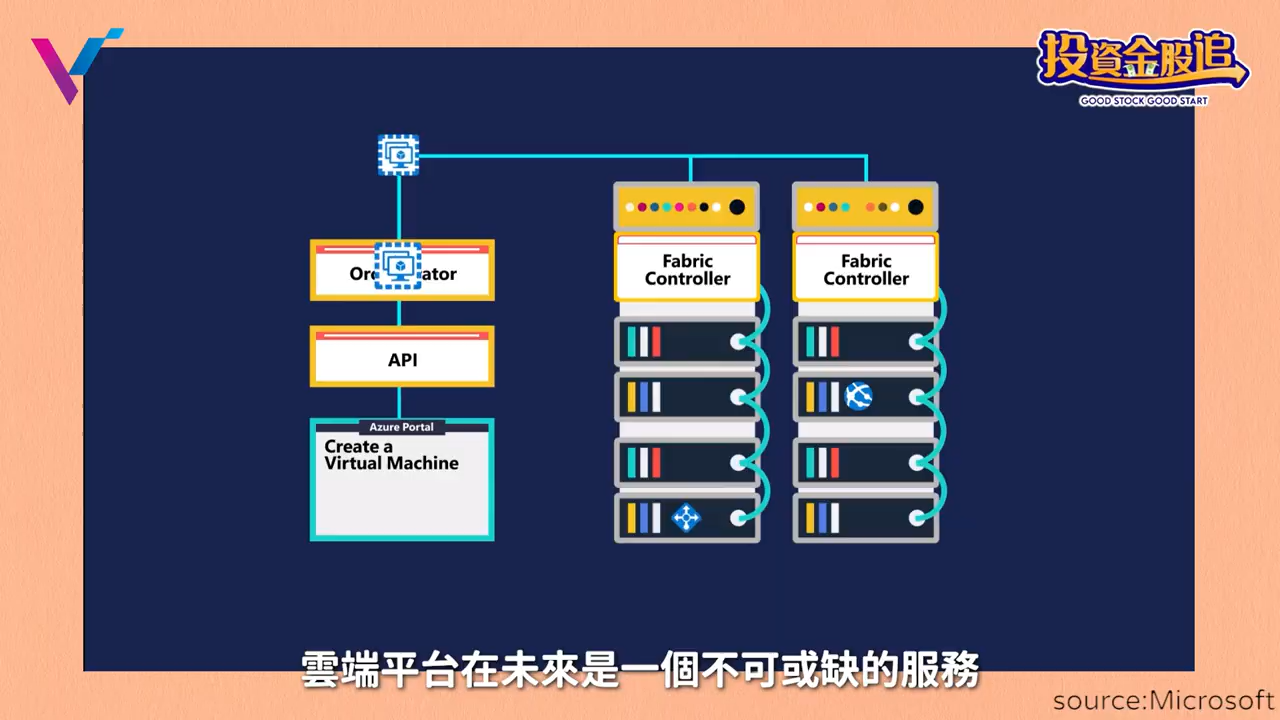 投資金股追
GOOD STOCK GOOD START
Fabric
Controller
Fabric
Controller
API
Azure Portal
Create a
Virtual Machine
雲端平台在未來是一個不可或缺的服務
source:Microsoft